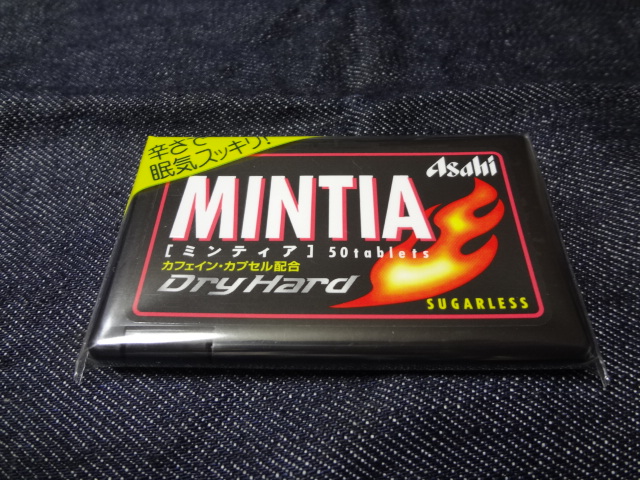 辛さで
眠気スッキリ!
Asahi
MINTIA
[ミンティア] 50tablets
カフェイン・カプセル配合
Dry Hard
SUGARLESS